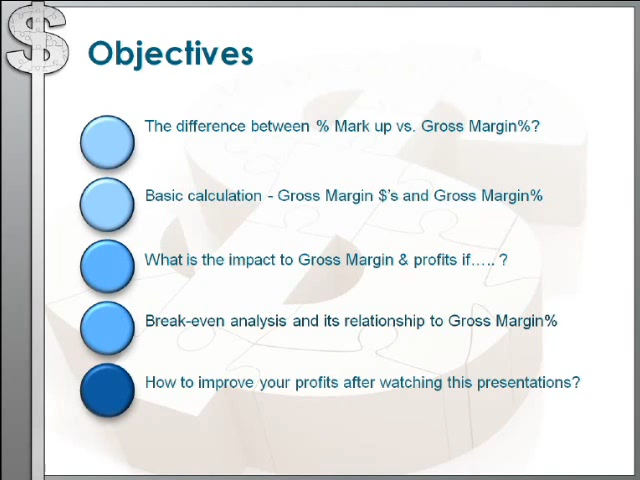 Objectives
The difference between % Mark up vs. Gross Margin%?
Basic calculation - Gross Margin $'s and Gross Margin%
What is the impact to Gross Margin & profits if….. ?
Break-even analysis and its relationship to Gross Margin%
How to improve your profits after watching this presentations?